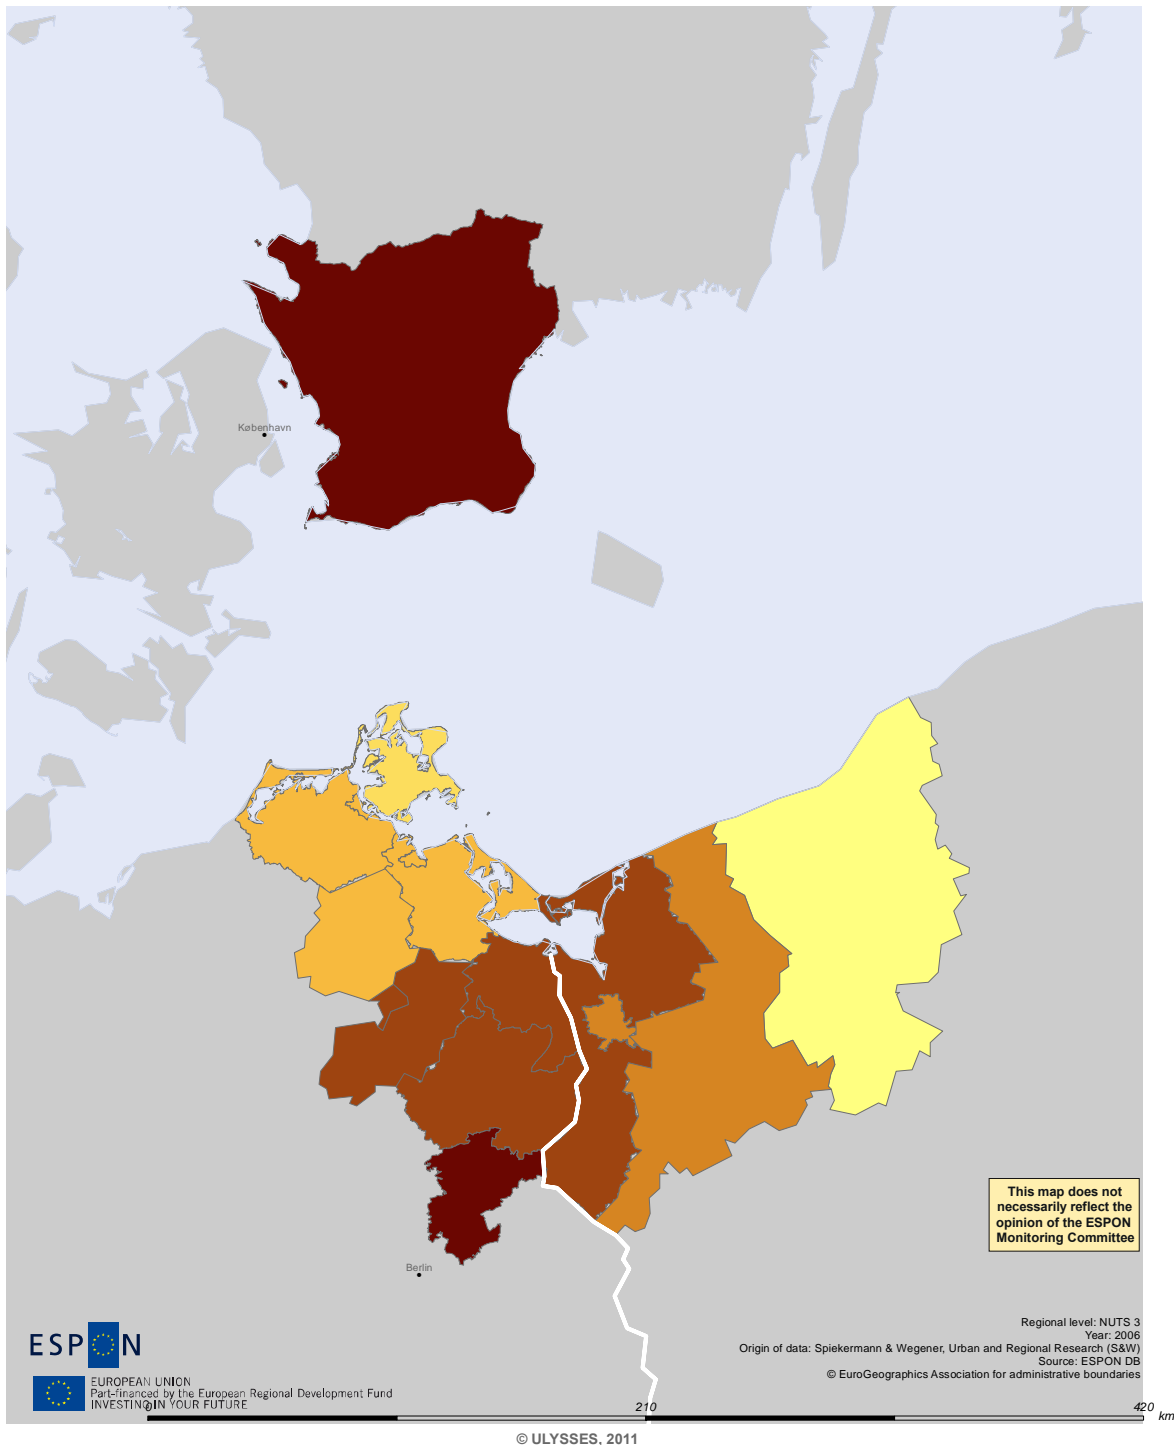 København
Berlin
This map does not
necessarily reflect the
opinion of the ESPON
Monitoring Committee
ESPON
EUROPEAN UNION
Part-financed by the European Regional Development Fund
INVESTING IN YOUR FUTURE
Regional level: NUTS 3
Year: 2006
Origin of data: Spiekermann & Wegener, Urban and Regional Research (S&W)
Source: ESPON DB
© EuroGeographics Association for administrative boundaries
0 210 420 km
© ULYSSES, 2011